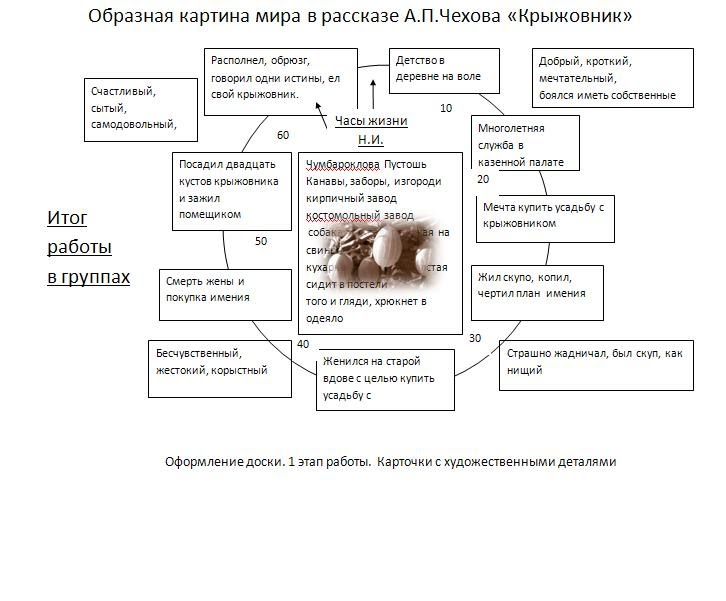 Образная картина мира в рассказе А.П.Чехова «Крыжовник»
Располнел, обрюзг,
говорил одни истины, ел
свой крыжовник.
Детство в
деревне на воле
Добрый, кроткий,
мечтательный,
боялся иметь собственные
Счастливый,
сытый,
самодовольный,
10
Часы жизни
Н.И.
60
Многолетняя
служба в
казенной палате
Посадил двадцать
кустов крыжовника
и зажил
помещиком
Чумбароклова Пустошь
Канавы, заборы, изгороди
кирпичный завод
костомольный завод
на
сидит в постели
того и гляди, хрюкнет в
одеяло
20
Мечта купить усадьбу с
крыжовником
Итог
работы
в группах
50
Смерть жены и
покупка имения
Жил скупо, копил,
чертил план имения
30
40
Бесчувственный,
жестокий, корыстный
Женился на старой
вдове с целью купить
усадьбу с
Страшно жадничал, был скуп, как
нищий
Оформление доски. 1 этап работы. Карточки с художественными деталями